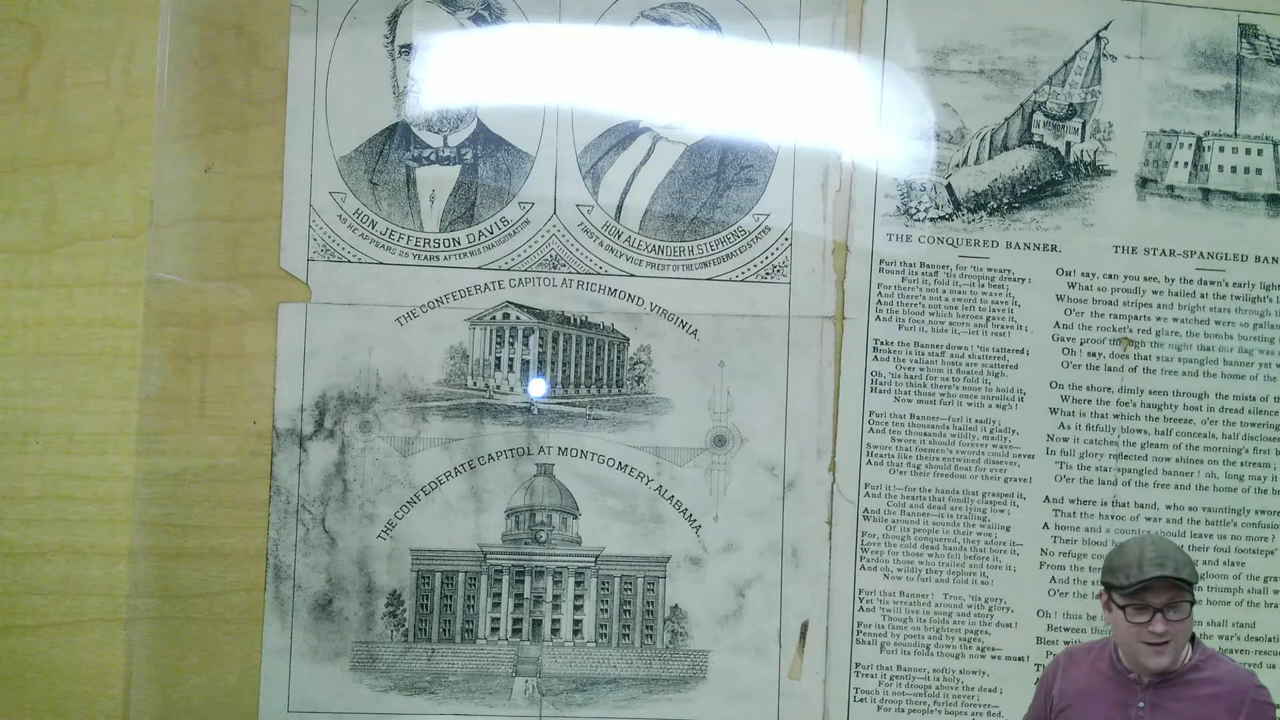 HON. JEFFERSON DAVIS.
AS HE APPEARS 25 YEARS AFTER HIS INAUGURATION
HON. ALEXANDER H. STEPHENS,
FIRST & ONLY VICE PREST OF THE CONFEDERATED STATES
THE CONFEDERATE CAPITOL AT RICHMOND, VIRGINIA.
THE CONFEDERATE CAPITOL AT MONTGOMERY, ALABAMA.
IN MEMORIUM
C.S.A.
THE CONQUERED BANNER.
Furl that Banner, for 'tis weary,
Round its staff 'tis drooping dreary;
Furl it, fold it,—it is best;
For there's not a man to wave it,
And there's not a sword to save it,
And there's not one left to lave it
In the blood which heroes gave it,
And its foes now scorn and brave it;
Furl it, hide it,—let it rest!
Take the Banner down! 'tis tattered;
Broken is its staff and shattered,
And the valiant hosts are scattered
Over whom it floated high.
Oh, 'tis hard for us to fold it,
Hard to think there's none to hold it,
Hard that those who once unrolled it
Now must furl it with a sigh!
Furl that Banner—furl it sadly;
Once ten thousands hailed it gladly,
And ten thousands wildly, madly,
Swore it should forever wave—
Swore that foemen's swords could never
Hearts like theirs entwined dissever,
And that flag should float for ever
O'er their freedom or their grave!
Furl it!—for the hands that grasped it,
And the hearts that fondly clasped it,
Cold and dead are lying low;
And the Banner—it is trailing,
While around it sounds the wailing
Of its people in their woe;
For, though conquered, they adore it—
Love the cold dead hands that bore it,
Weep for those who fell before it,
Pardon those who trailed and tore it;
And oh, wildly they deplore it,
Now to furl and fold it so!
Furl that Banner! True, 'tis gory,
Yet 'tis wreathed around with glory,
And 'twill live in song and story
Though its folds are in the dust!
For its fame on brightest pages,
Penned by poets and by sages,
Shall go sounding down the ages—
Furl its folds though now we must!
Furl that Banner, softly, slowly,
Treat it gently—it is holy,
For it droops above the dead;
Touch it not—unfold it never;
Let it droop there, furled forever,
For its people's hopes are fled.
THE STAR-SPANGLED BAN
OH! say, can you see, by the dawn's early ligh
What so proudly we hailed at the twilight's
Whose broad stripes and bright stars through
O'er the ramparts we watched were so gallan
And the rocket's red glare, the bombs bursting
Gave proof through the night that our flag was
Oh! say, does that star spangled banner yet w
O'er the land of the free and the home of the
On the shore, dimly seen through the mists of t
Where the foe's haughty host in dread silence
What is that which the breeze, o'er the towering
As it fitfully blows, half conceals, half disclose
Now it catches the gleam of the morning's first b
In full glory reflected now shines on the stream;
'Tis the star-spangled banner! oh, long may it
O'er the land of the free and the home of the b
And where is that band, who so vauntingly swore
That the havoc of war and the battle's confusion
A home and a country should leave us no more?
Their blood h their foul footsteps'
No refuge cou and slave
From the ter gloom of the gra
And the s in triumph shall w
O'er the l e home of the bra
Oh! thus be i en shall stand
Between thei the war's desolati
Blest with heaven-rescue